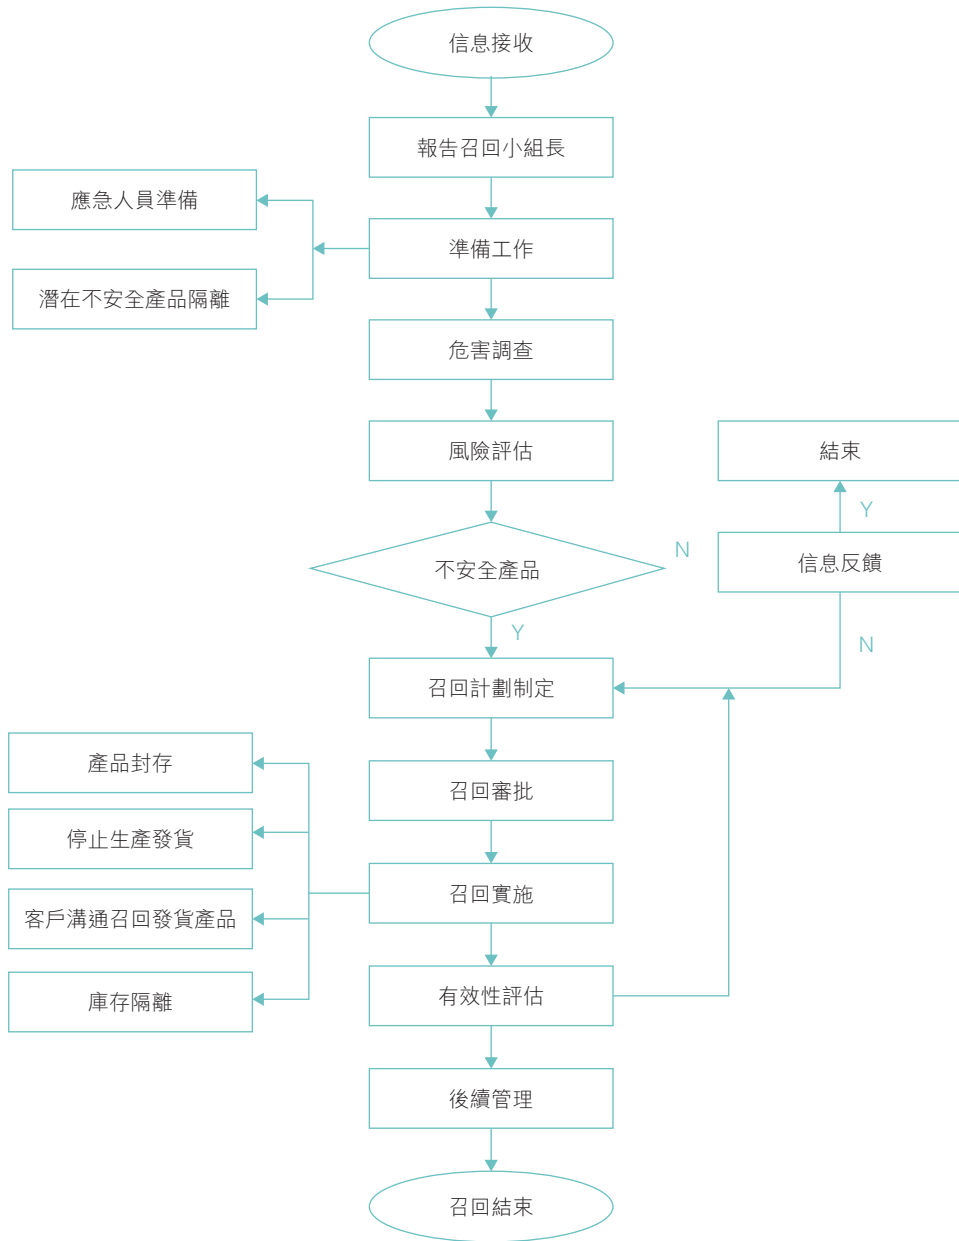 信息接收
報告召回小組長
應急人員準備
準備工作
潛在不安全產品隔離
危害調查
風險評估
結束
Y
不安全產品
N
信息反饋
Y
N
召回計劃制定
產品封存
召回審批
停止生產發貨
召回實施
客戶溝通召回發貨產品
有效性評估
庫存隔離
後續管理
召回結束